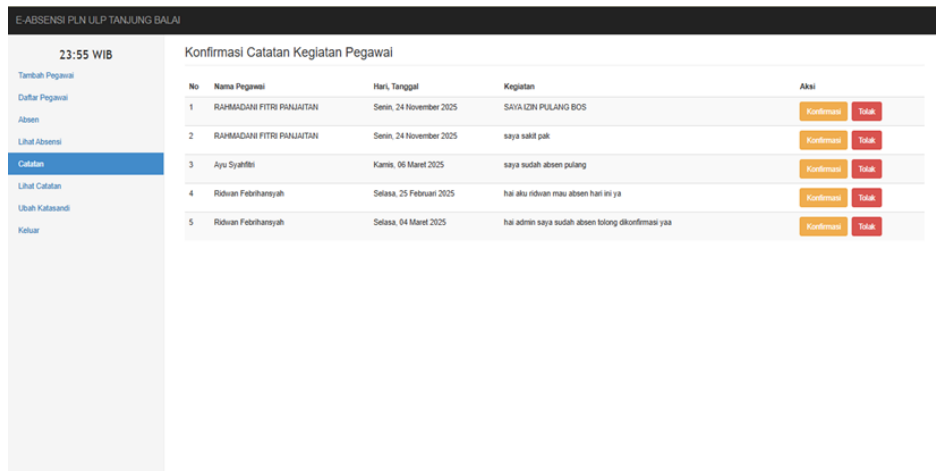 E-ABSENSI PLN ULP TANJUNG BALAI
23:55 WIB
Tambah Pegawai
Daftar Pegawai
Absen
Lihat Absensi
Catatan
Lihat Catatan
Ubah Katasandi
Keluar
Konfirmasi Catatan Kegiatan Pegawai
No Nama Pegawai Hari, Tanggal Kegiatan Aksi
1 RAHMADANI FITRI PANJAITAN Senin, 24 November 2025 SAYA IZIN PULANG BOS Konfirmasi Tolak
2 RAHMADANI FITRI PANJAITAN Senin, 24 November 2025 saya sakit pak Konfirmasi Tolak
3 Ayu Syahfitri Kamis, 06 Maret 2025 saya sudah absen pulang Konfirmasi Tolak
4 Ridwan Febrihansyah Selasa, 25 Februari 2025 hai aku ridwan mau absen hari ini ya Konfirmasi Tolak
5 Ridwan Febrihansyah Selasa, 04 Maret 2025 hai admin saya sudah absen tolong dikonfirmasi yaa Konfirmasi Tolak